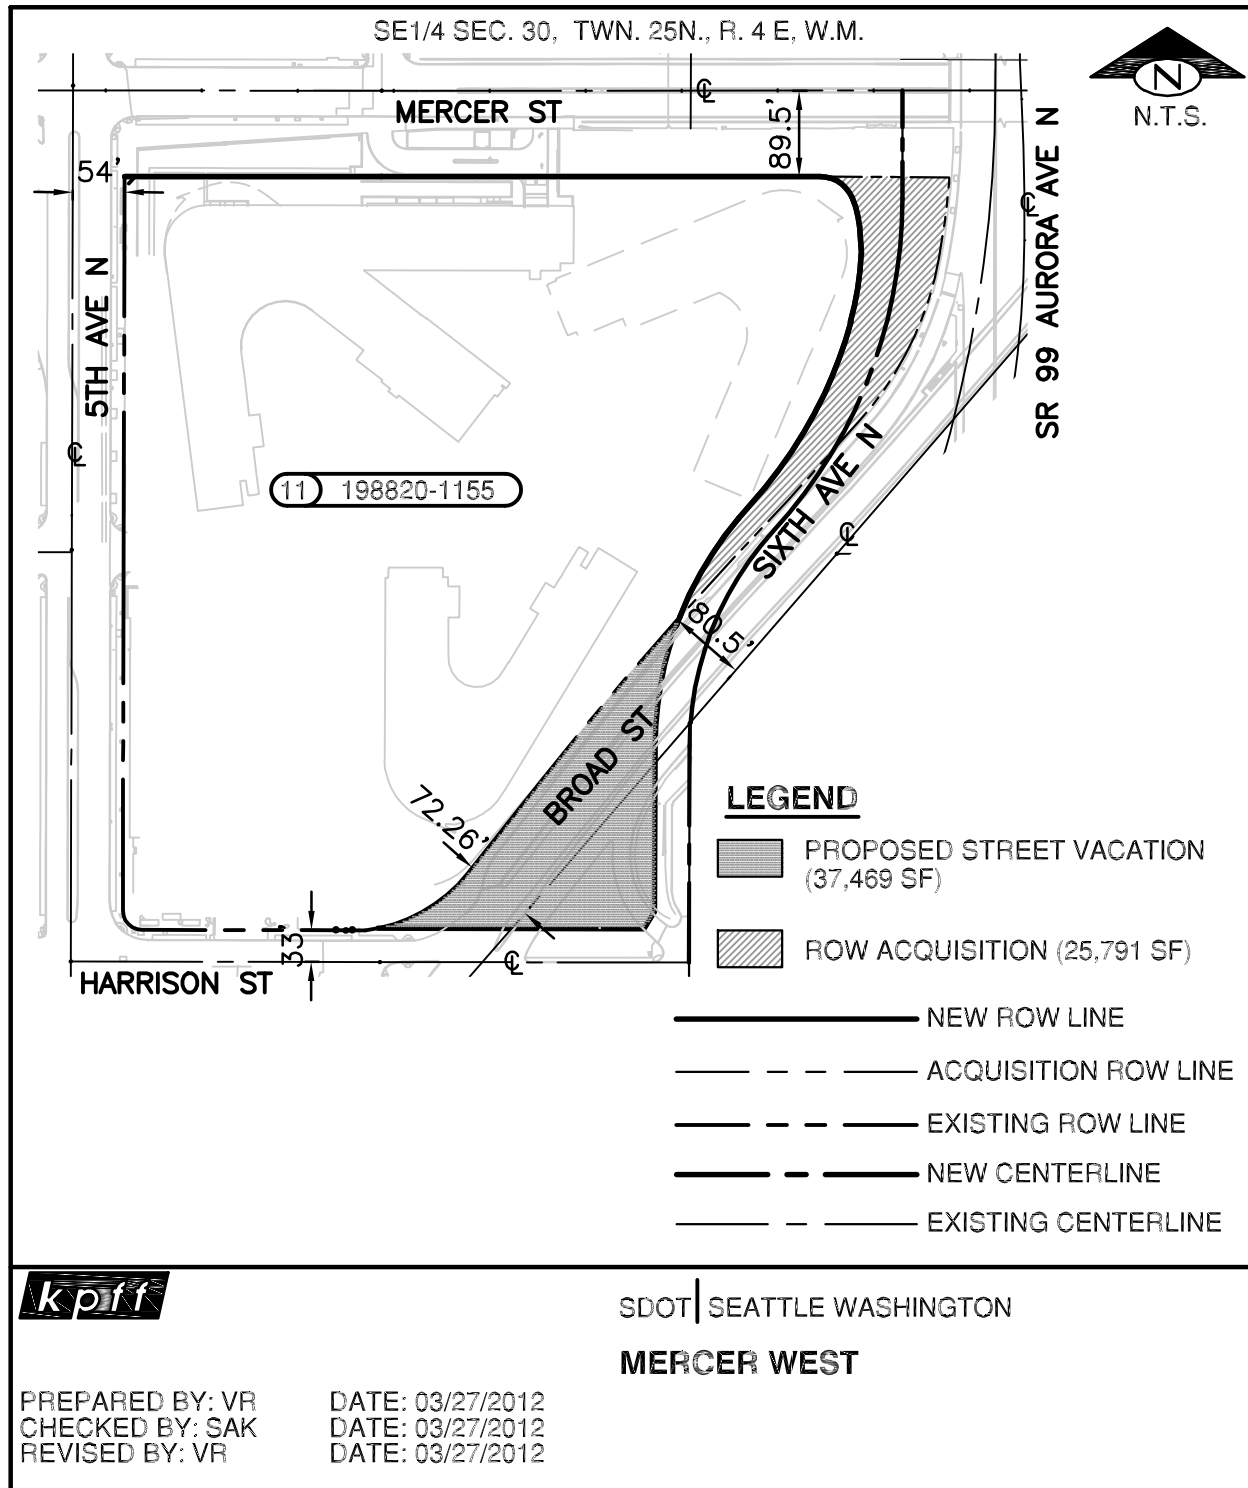 SE1/4 SEC. 30, TWN. 25N., R. 4 E, W.M.
N
N.T.S.
MERCER ST
℄
89.5'
54'
SR 99 AURORA AVE N
℄
5TH AVE N
℄
11 198820-1155
SIXTH AVE N
℄
80.5'
BROAD ST
72.26'
33'
℄
HARRISON ST
LEGEND
PROPOSED STREET VACATION
(37,469 SF)
ROW ACQUISITION (25,791 SF)
NEW ROW LINE
ACQUISITION ROW LINE
EXISTING ROW LINE
NEW CENTERLINE
EXISTING CENTERLINE
kpff
SDOT SEATTLE WASHINGTON
MERCER WEST
PREPARED BY: VR DATE: 03/27/2012
CHECKED BY: SAK DATE: 03/27/2012
REVISED BY: VR DATE: 03/27/2012